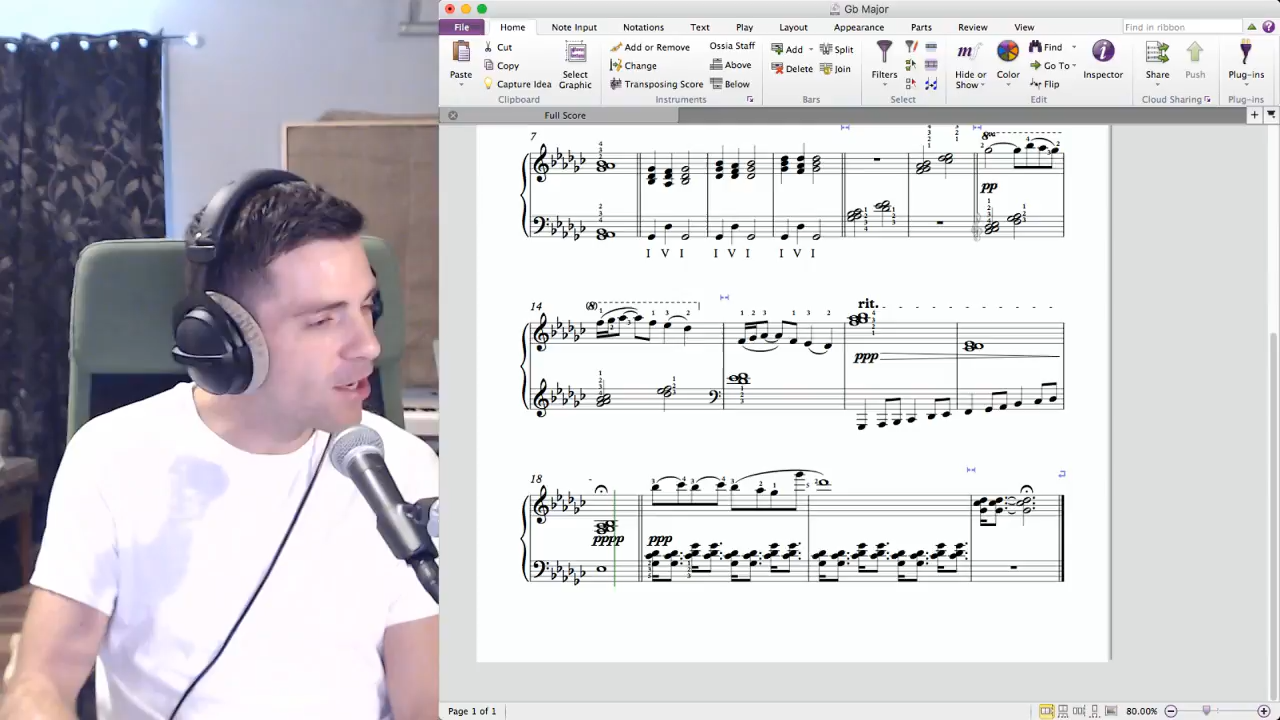 Gb Major
File Home Note Input Notations Text Play Layout Appearance Parts Review View Find in ribbon
Paste Cut Copy Capture Idea Select Graphic Add or Remove Change Transposing Score Ossia Staff Above Below Add Delete Split Join Filters Hide or Show Color Find Go To Flip Inspector Share Push Plug-ins
Clipboard Instruments Bars Select Edit Cloud Sharing Plug-ins
Full Score
7
8va
pp
I V I I V I I V I
14
(8)
rit.
ppp
18
pppp ppp
Page 1 of 1 80.00%